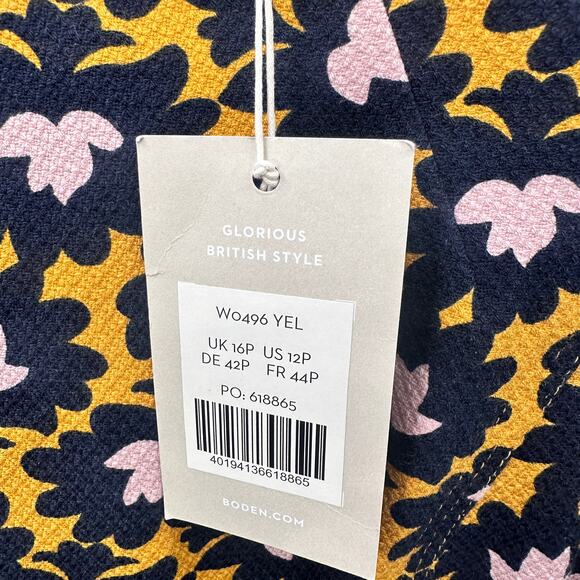 GLORIOUS
BRITISH STYLE
W0496 YEL
UK 16P US 12P
DE 42P FR 44P
PO: 618865
40194136618865
BODEN.COM